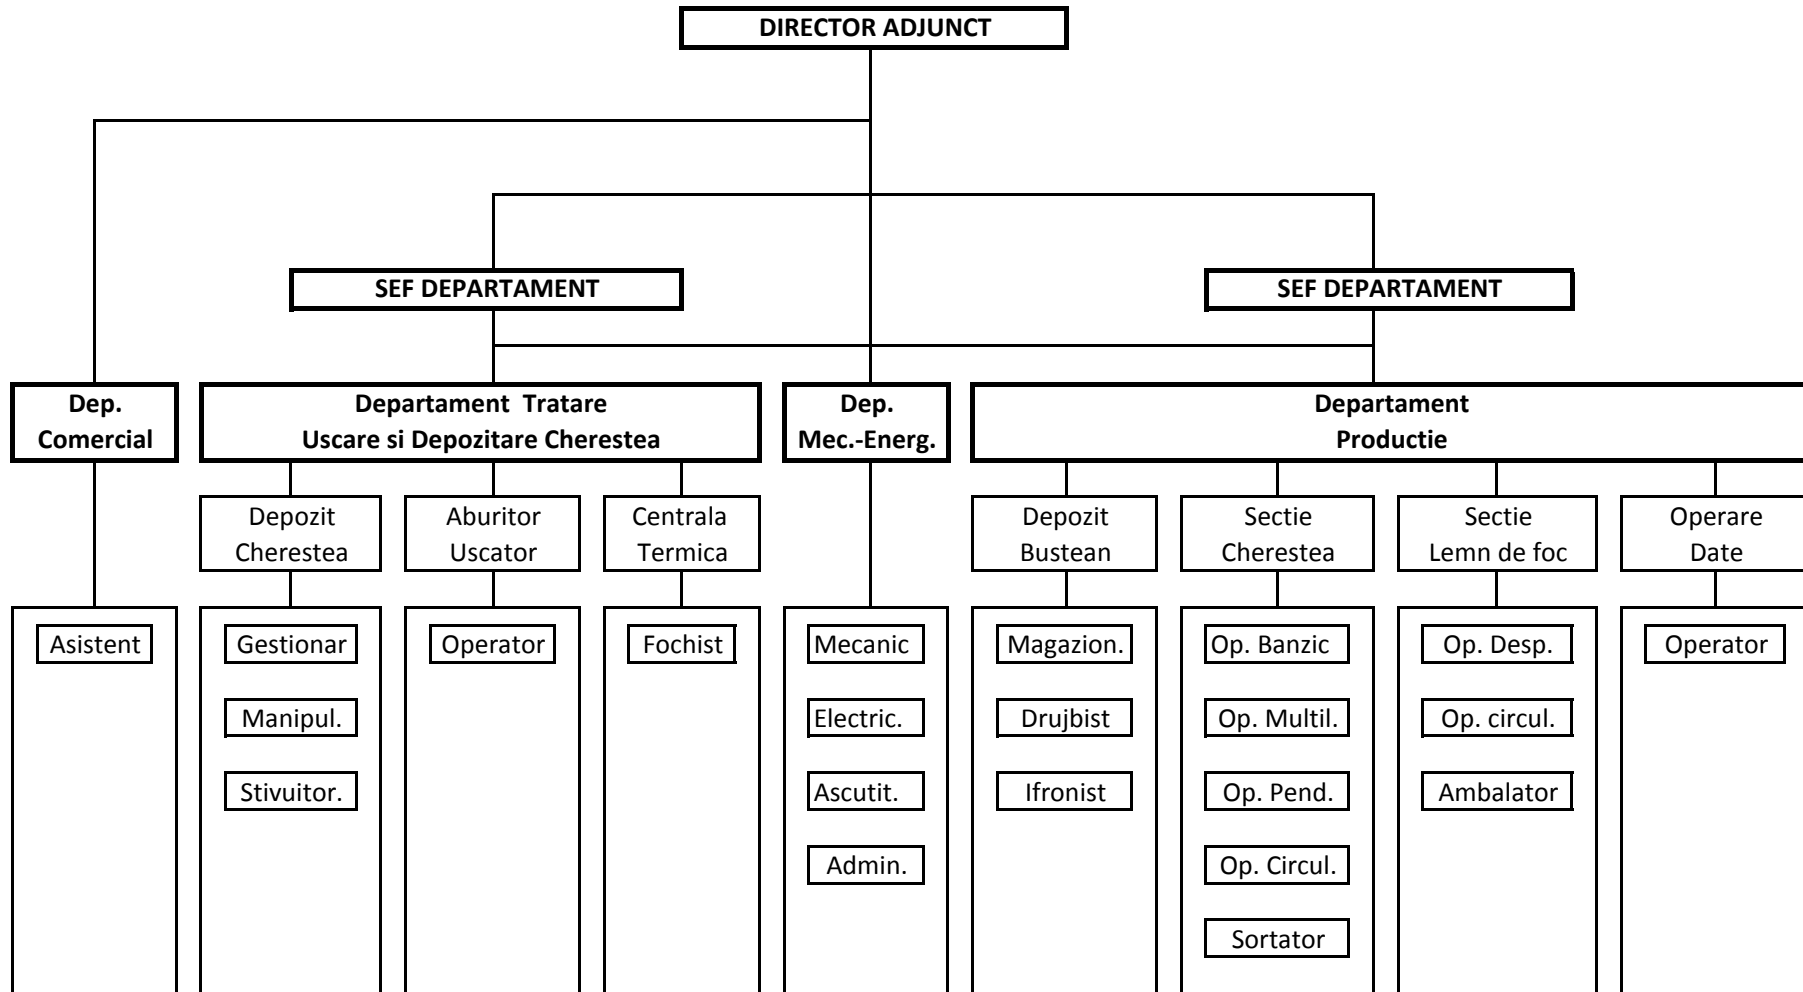 DIRECTOR ADJUNCT
SEF DEPARTAMENT
SEF DEPARTAMENT
Dep.
Comercial
Departament Tratare
Uscare si Depozitare Cherestea
Dep.
Mec.-Energ.
Departament
Productie
Depozit
Cherestea
Aburitor
Uscator
Centrala
Termica
Depozit
Bustean
Sectie
Cherestea
Sectie
Lemn de foc
Operare
Date
Asistent
Gestionar
Operator
Fochist
Mecanic
Magazion.
Op. Banzic
Op. Desp.
Operator
Manipul.
Electric.
Drujbist
Op. Multil.
Op. circul.
Stivuitor.
Ascutit.
Ifronist
Op. Pend.
Ambalator
Admin.
Op. Circul.
Sortator